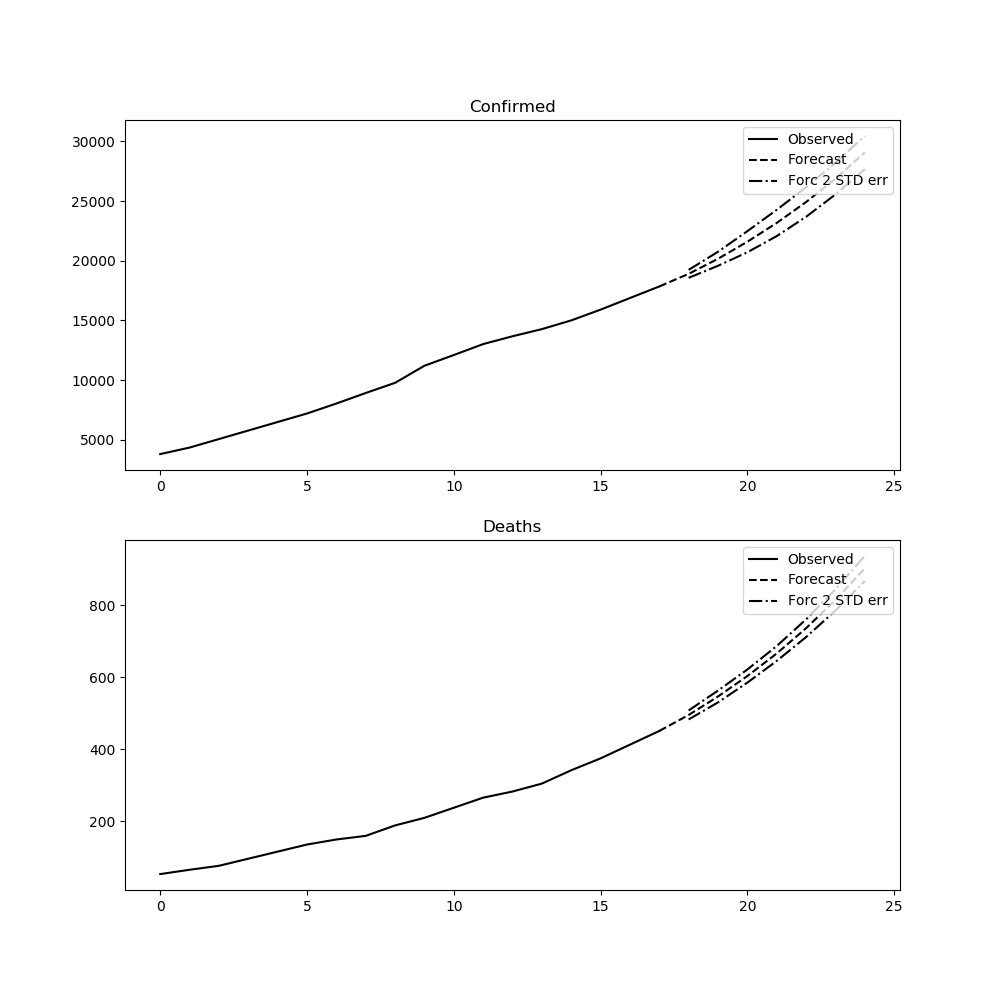 Confirmed
30000
25000
20000
15000
10000
5000
Observed
Forecast
Forc 2 STD err
0 5 10 15 20 25
Deaths
800
600
400
200
Observed
Forecast
Forc 2 STD err
0 5 10 15 20 25